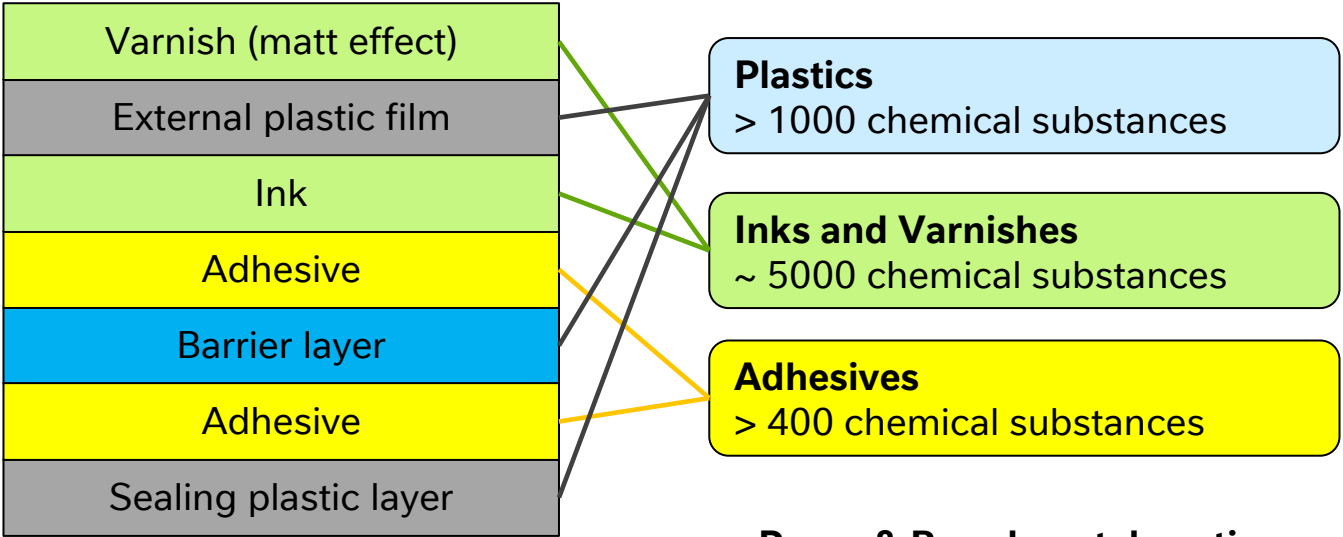 Varnish (matt effect)
External plastic film
Ink
Adhesive
Barrier layer
Adhesive
Sealing plastic layer
Plastics
> 1000 chemical substances
Inks and Varnishes
~ 5000 chemical substances
Adhesives
> 400 chemical substances